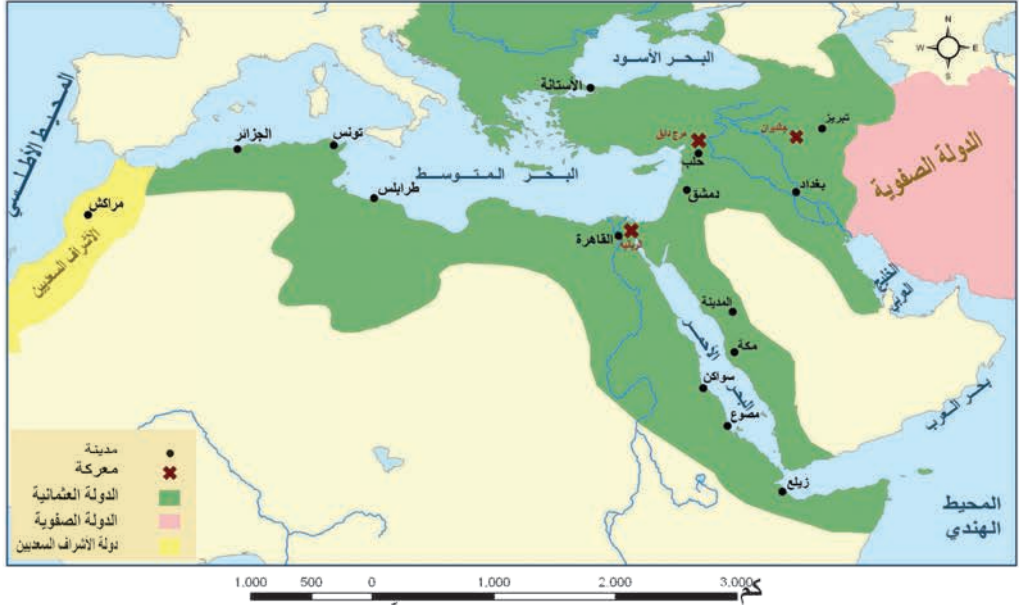 N
W E
S
البحر الأسود
المحيط الأطلسي
الأستانة
تبريز
جلديران
مرج دابق
حلب
الدولة الصفوية
الجزائر
تونس
البحر المتوسط
بغداد
دمشق
طرابلس
مراكش
القاهرة
الريدانية
الأشراف السعديين
الخليج
العربي
المدينة
البحر الأحمر
مكة
سواكن
بحر العرب
مصوع
زيلع
المحيط
الهندي
مدينة
معركة
الدولة العثمانية
الدولة الصفوية
دولة الأشراف السعديين
1.000 500 0 1.000 2.000 3.000 كم